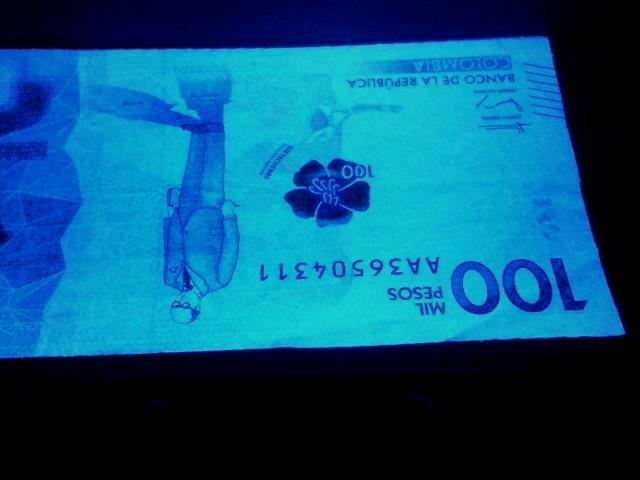 100
MIL
PESOS
AA36504311
100
BANCO DE LA REPÚBLICA
COLOMBIA